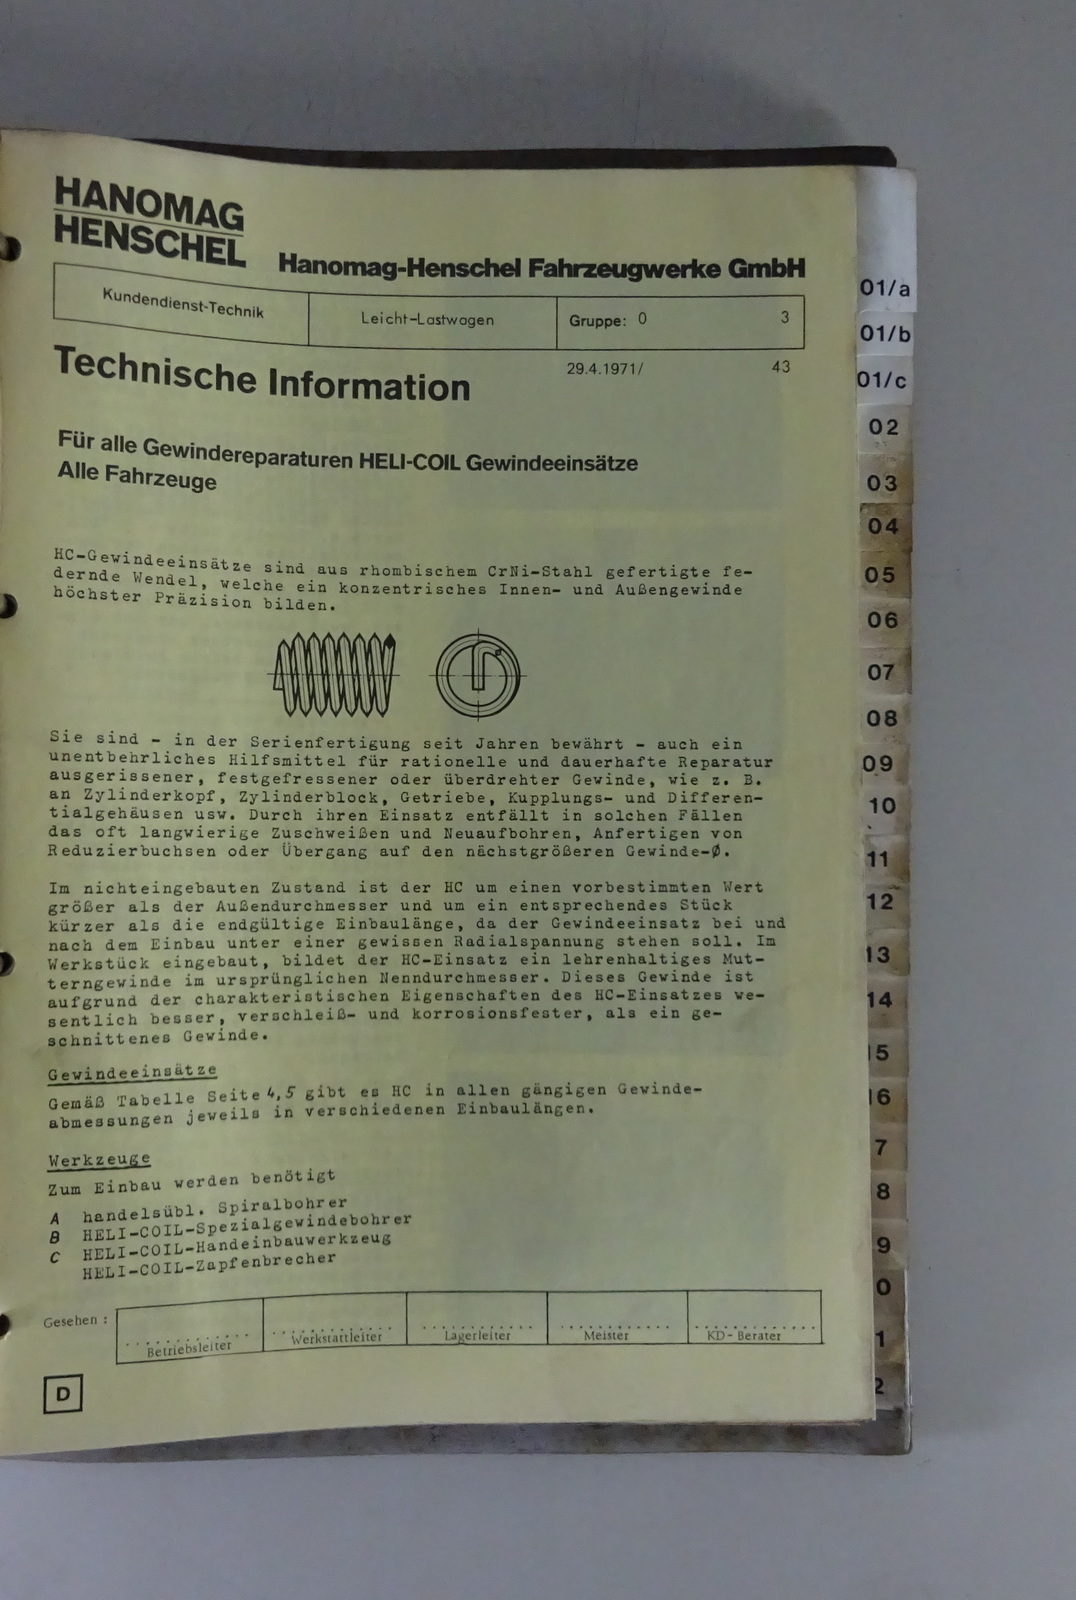 HANOMAG
HENSCHEL
Hanomag-Henschel Fahrzeugwerke GmbH
Kundendienst-Technik
Leicht-Lastwagen
Gruppe: 0 3
29.4.1971/ 43
Technische Information
Für alle Gewindereparaturen HELI-COIL Gewindeeinsätze
Alle Fahrzeuge
HC-Gewindeeinsätze sind aus rhombischem CrNi-Stahl gefertigte fe-
dernde Wendel, welche ein konzentrisches Innen- und Außengewinde
höchster Präzision bilden.
Sie sind - in der Serienfertigung seit Jahren bewährt - auch ein
unentbehrliches Hilfsmittel für rationelle und dauerhafte Reparatur
ausgerissener, festgefressener oder überdrehter Gewinde, wie z. B.
an Zylinderkopf, Zylinderblock, Getriebe, Kupplungs- und Differen-
tialgehäusen usw. Durch ihren Einsatz entfällt in solchen Fällen
das oft langwierige Zuschweißen und Neuaufbohren, Anfertigen von
Reduzierbuchsen oder Übergang auf den nächstgrößeren Gewinde-Ø.
Im nichteingebauten Zustand ist der HC um einen vorbestimmten Wert
größer als der Außendurchmesser und um ein entsprechendes Stück
kürzer als die endgültige Einbaulänge, da der Gewindeeinsatz bei und
nach dem Einbau unter einer gewissen Radialspannung stehen soll. Im
Werkstück eingebaut, bildet der HC-Einsatz ein lehrenhaltiges Mut-
terngewinde im ursprünglichen Nenndurchmesser. Dieses Gewinde ist
aufgrund der charakteristischen Eigenschaften des HC-Einsatzes we-
sentlich besser, verschleiß- und korrosionsfester, als ein ge-
schnittenes Gewinde.
Gewindeeinsätze
Gemäß Tabelle Seite 4,5 gibt es HC in allen gängigen Gewinde-
abmessungen jeweils in verschiedenen Einbaulängen.
Werkzeuge
Zum Einbau werden benötigt
A handelsübl. Spiralbohrer
B HELI-COIL-Spezialgewindebohrer
C HELI-COIL-Handeinbauwerkzeug
HELI-COIL-Zapfenbrecher
Gesehen :
Betriebsleiter
Werkstattleiter
Lagerleiter
Meister
KD-Berater
D
01/a
01/b
01/c
02
03
04
05
06
07
08
09
10
11
12
13
14
15
16
7
8
9
0
1
2